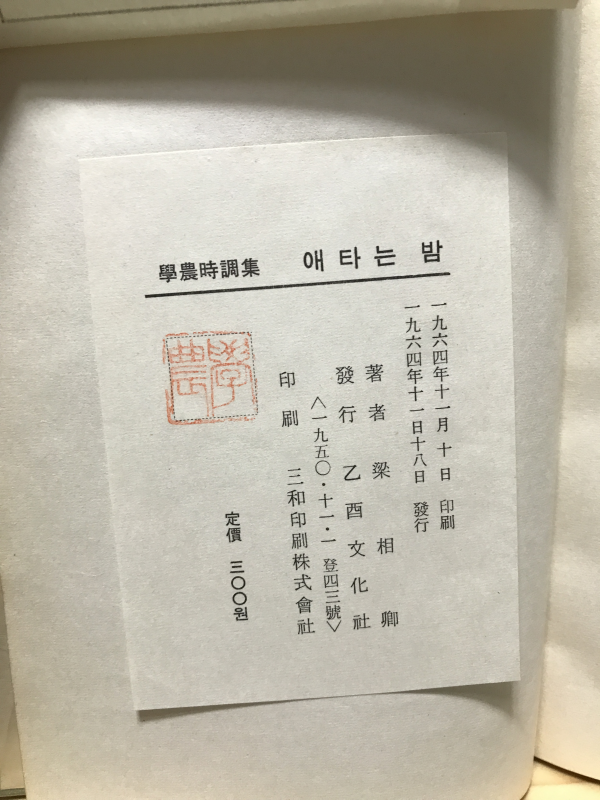 學農時調集 애타는 밤
一九六四年十一月 十 日 印刷
一九六四年十一日十八日 發行
著者 梁相卿
發行 乙酉文化社
〈一九五〇・十一・一 登四三號〉
印刷 三和印刷株式會社
定價 三〇〇원
學農